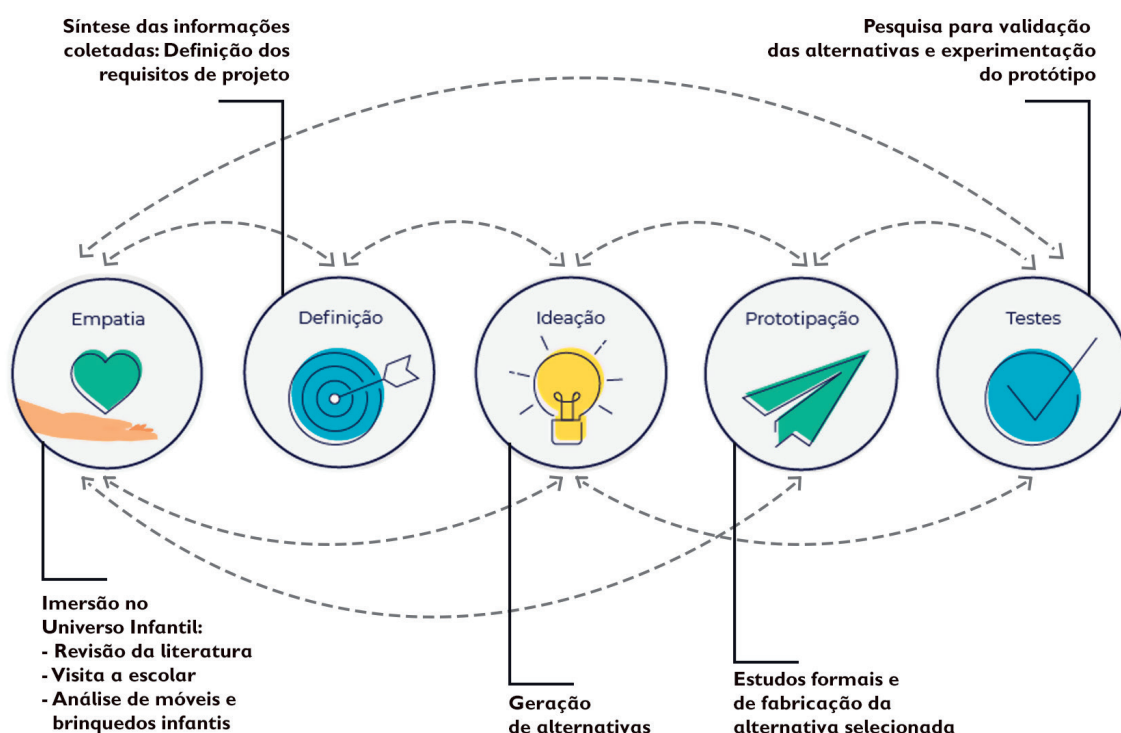 Síntese das informações
coletadas: Definição dos
requisitos de projeto
Pesquisa para validação
das alternativas e experimentação
do protótipo
Empatia
Definição
Ideação
Prototipação
Testes
Imersão no
Universo Infantil:
- Revisão da literatura
- Visita a escolar
- Análise de móveis e
brinquedos infantis
Geração
de alternativas
Estudos formais e
de fabricação da
alternativa selecionada